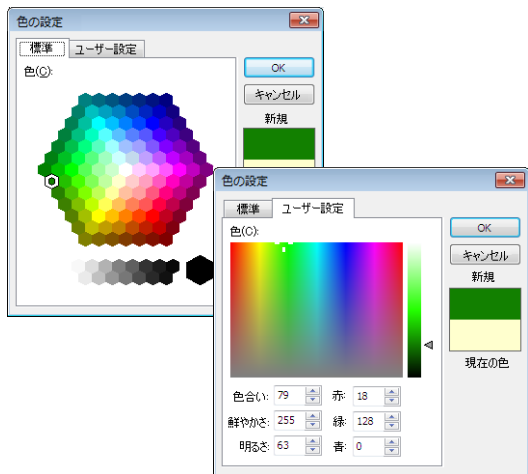 色の設定
標準 ユーザー設定
色(C):
OK
キャンセル
新規
色の設定
標準 ユーザー設定
色(C):
OK
キャンセル
新規
現在の色
色合い: 79 赤: 18
鮮やかさ: 255 緑: 128
明るさ: 63 青: 0